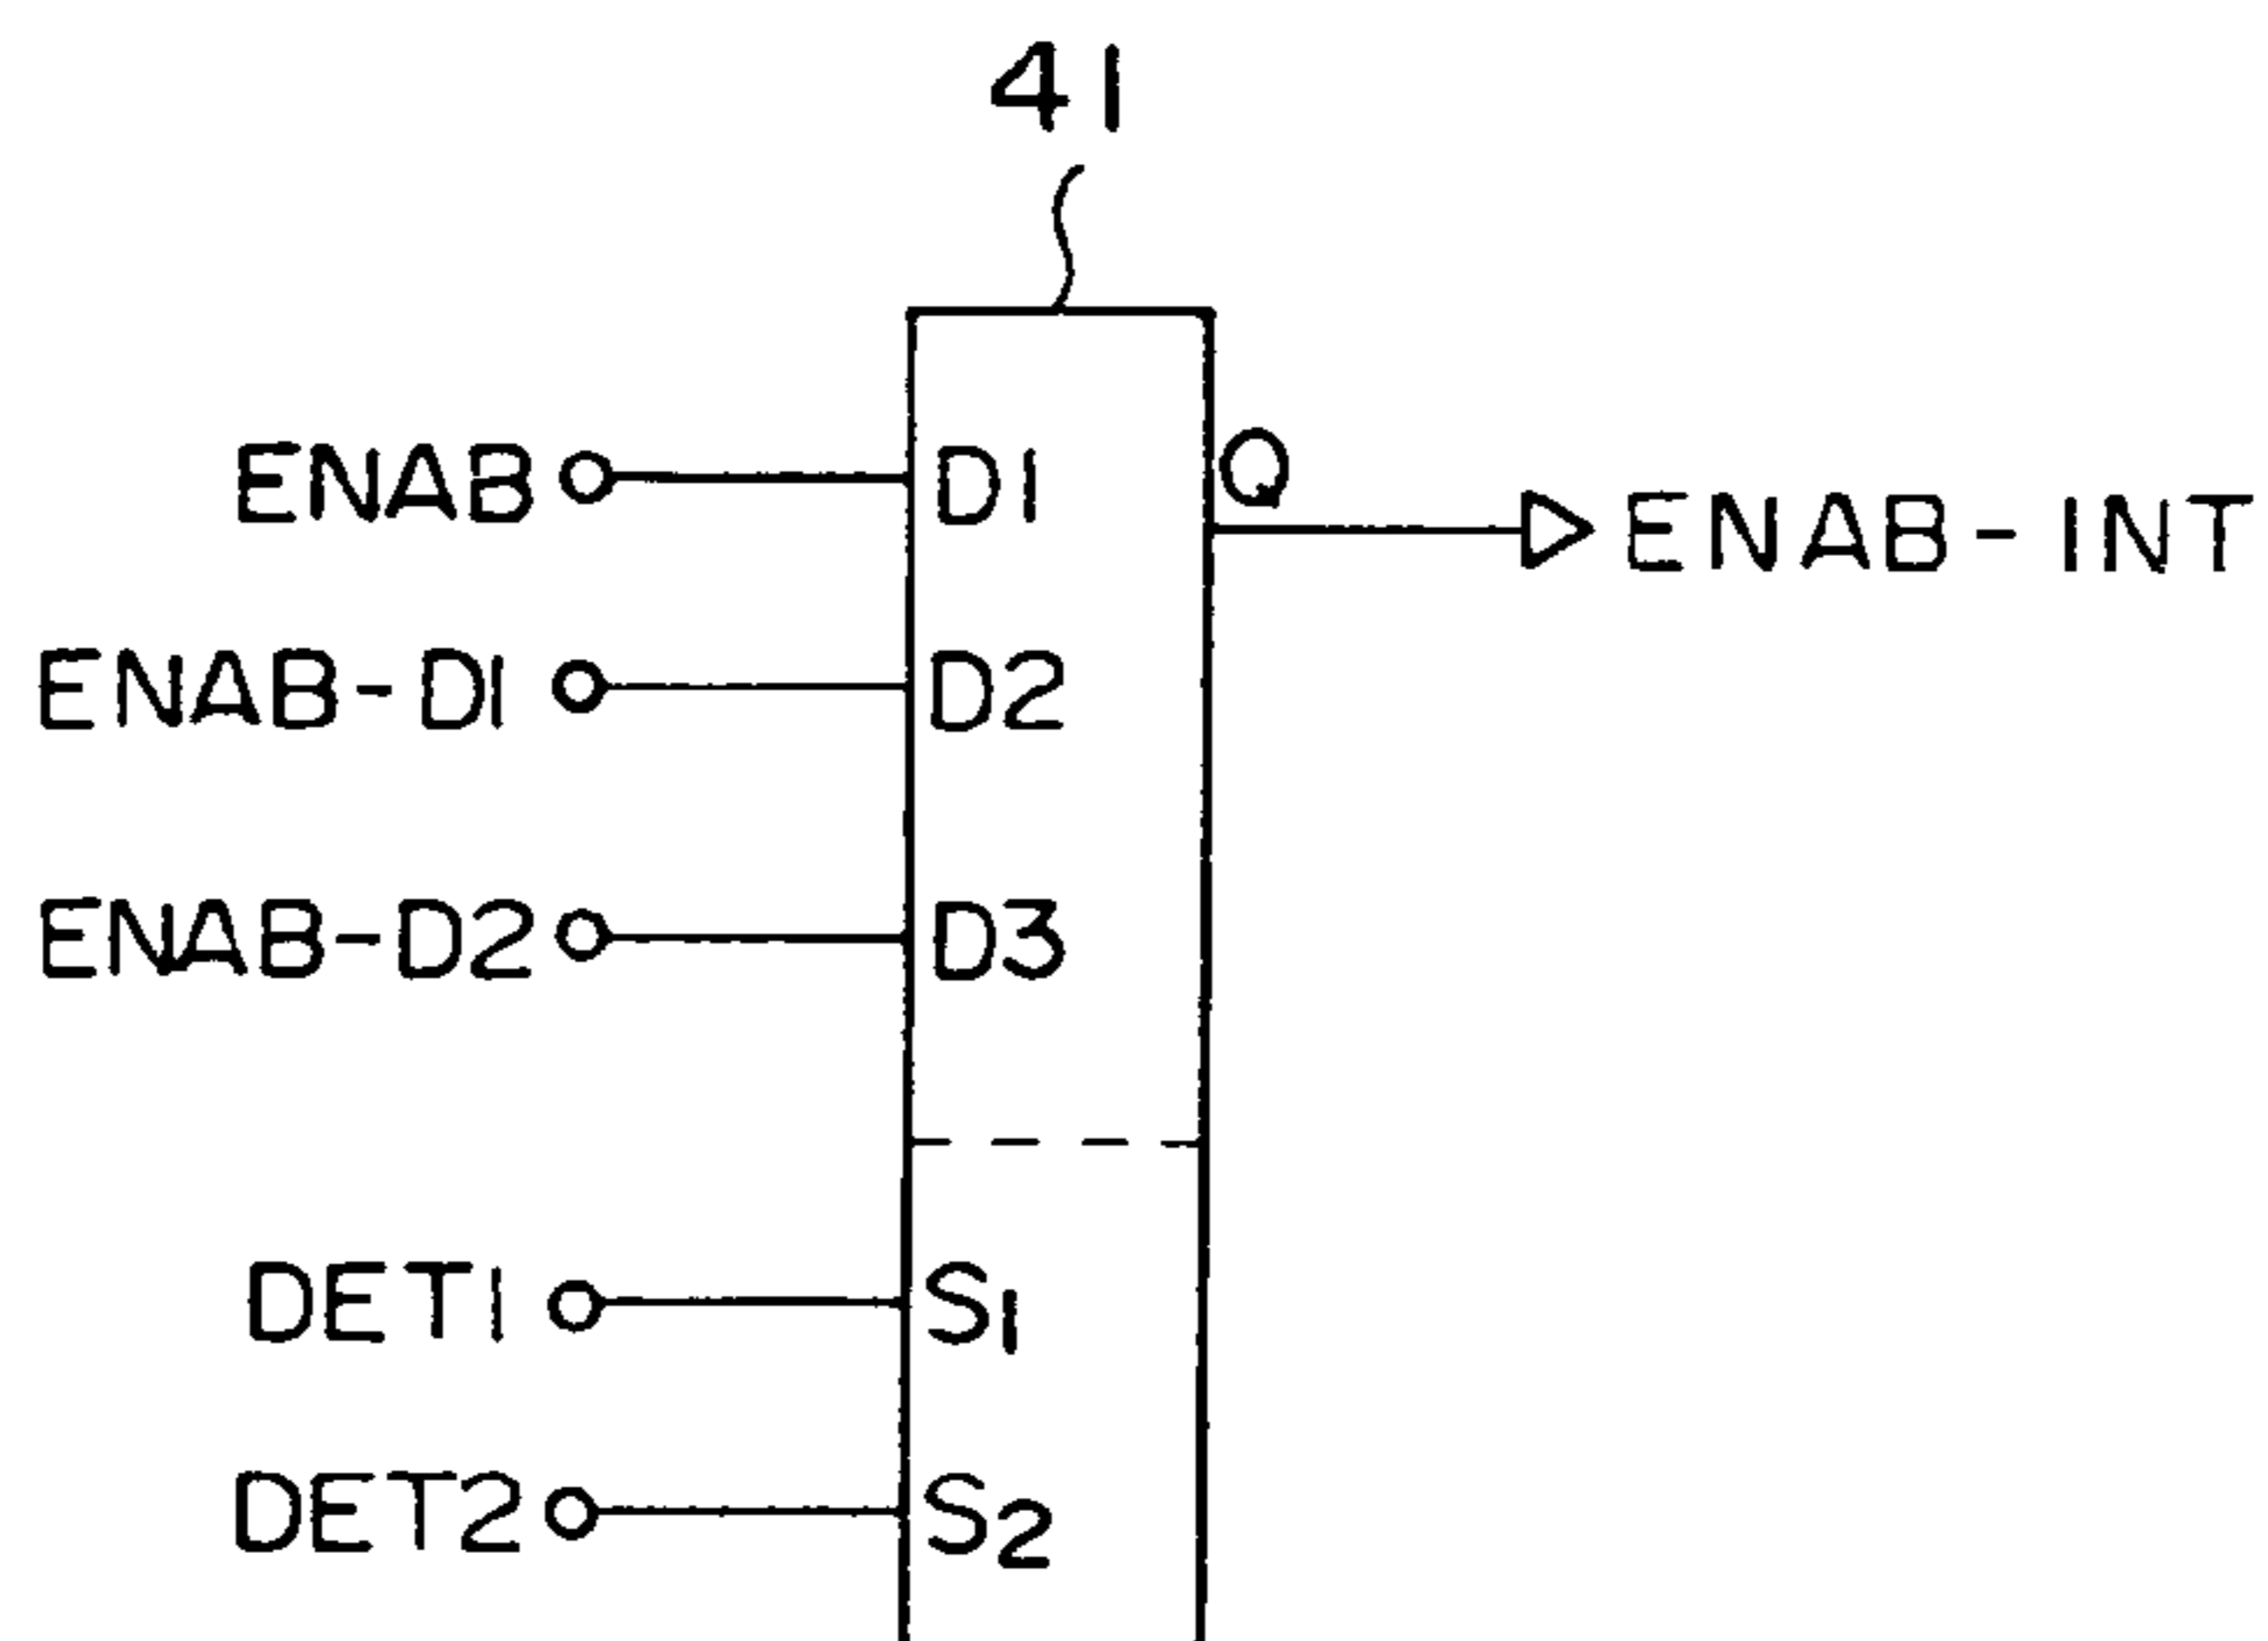 41
ENAB D1 Q ENAB-INT
ENAB-D1 D2
ENAB-D2 D3
DET1 S1
DET2 S2